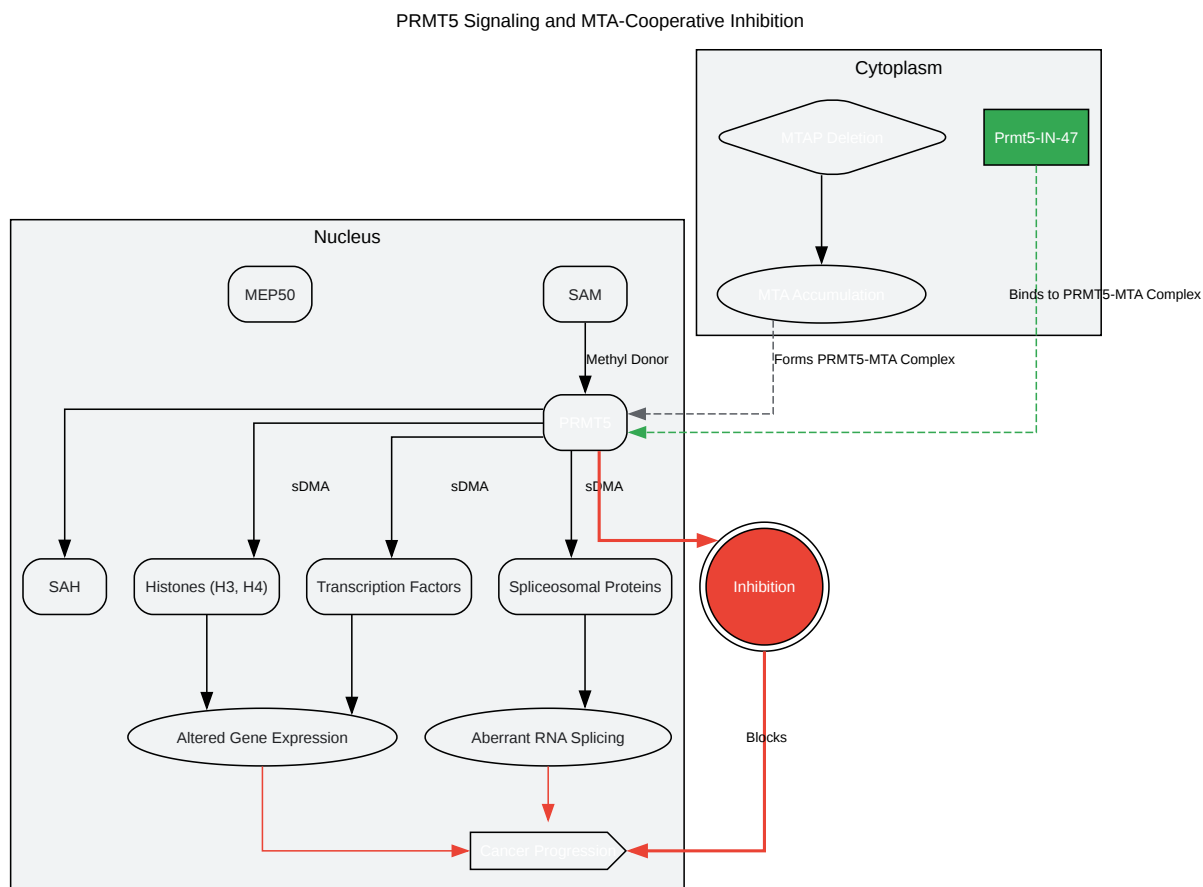 PRMT5 Signaling and MTA-Cooperative Inhibition
Cytoplasm
MTAP Deletion
Prmt5-IN-47
Nucleus
MEP50
SAM
MTA Accumulation
Binds to PRMT5-MTA Complex
Methyl Donor
Forms PRMT5-MTA Complex
PRMT5
sDMA
sDMA
sDMA
SAH
Histones (H3, H4)
Transcription Factors
Spliceosomal Proteins
Inhibition
Altered Gene Expression
Aberrant RNA Splicing
Blocks
Cancer Progression